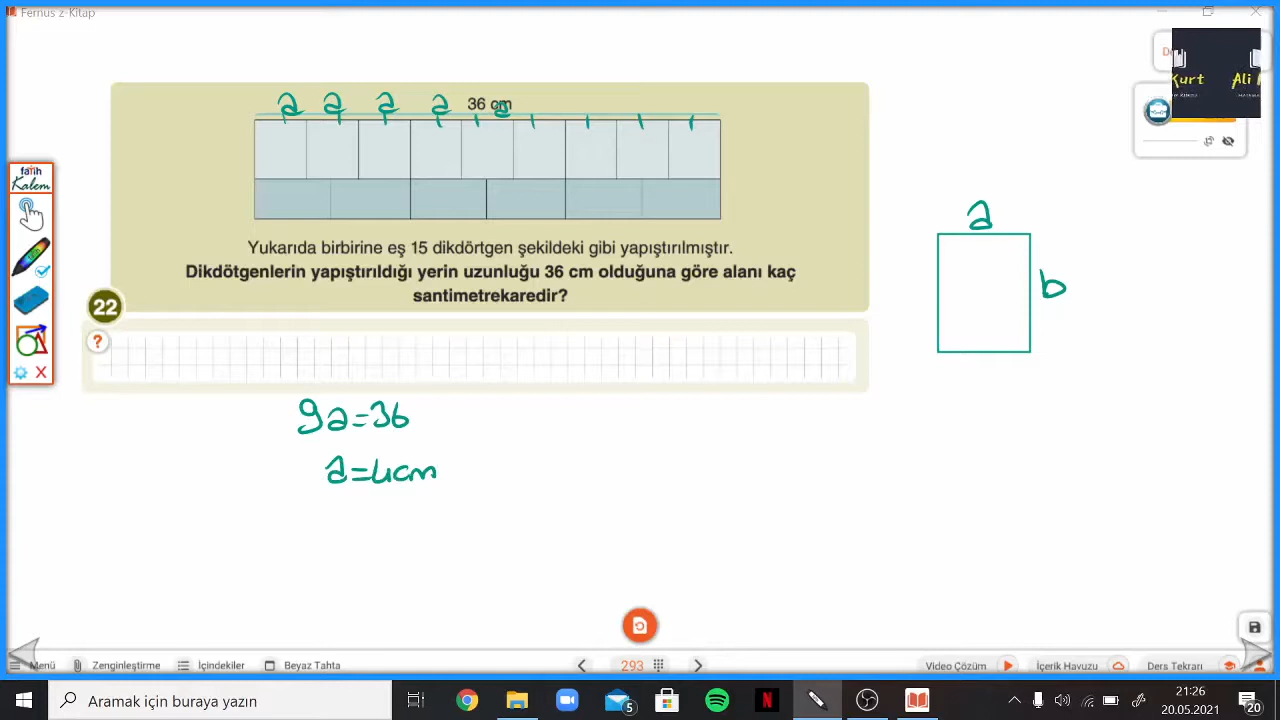 Fernus z-Kitap
Kurt
Ali
fatih
Kalem
a a a a a
36 cm
Yukarıda birbirine eş 15 dikdörtgen şekildeki gibi yapıştırılmıştır.
Dikdötgenlerin yapıştırıldığı yerin uzunluğu 36 cm olduğuna göre alanı kaç
santimetrekaredir?
22
?
a
b
9a=36
a=4cm
Menü
Zenginleştirme
İçindekiler
Beyaz Tahta
293
Video Çözüm
İçerik Havuzu
Ders Tekrarı
Aramak için buraya yazın
5
N
21:26
20.05.2021
20